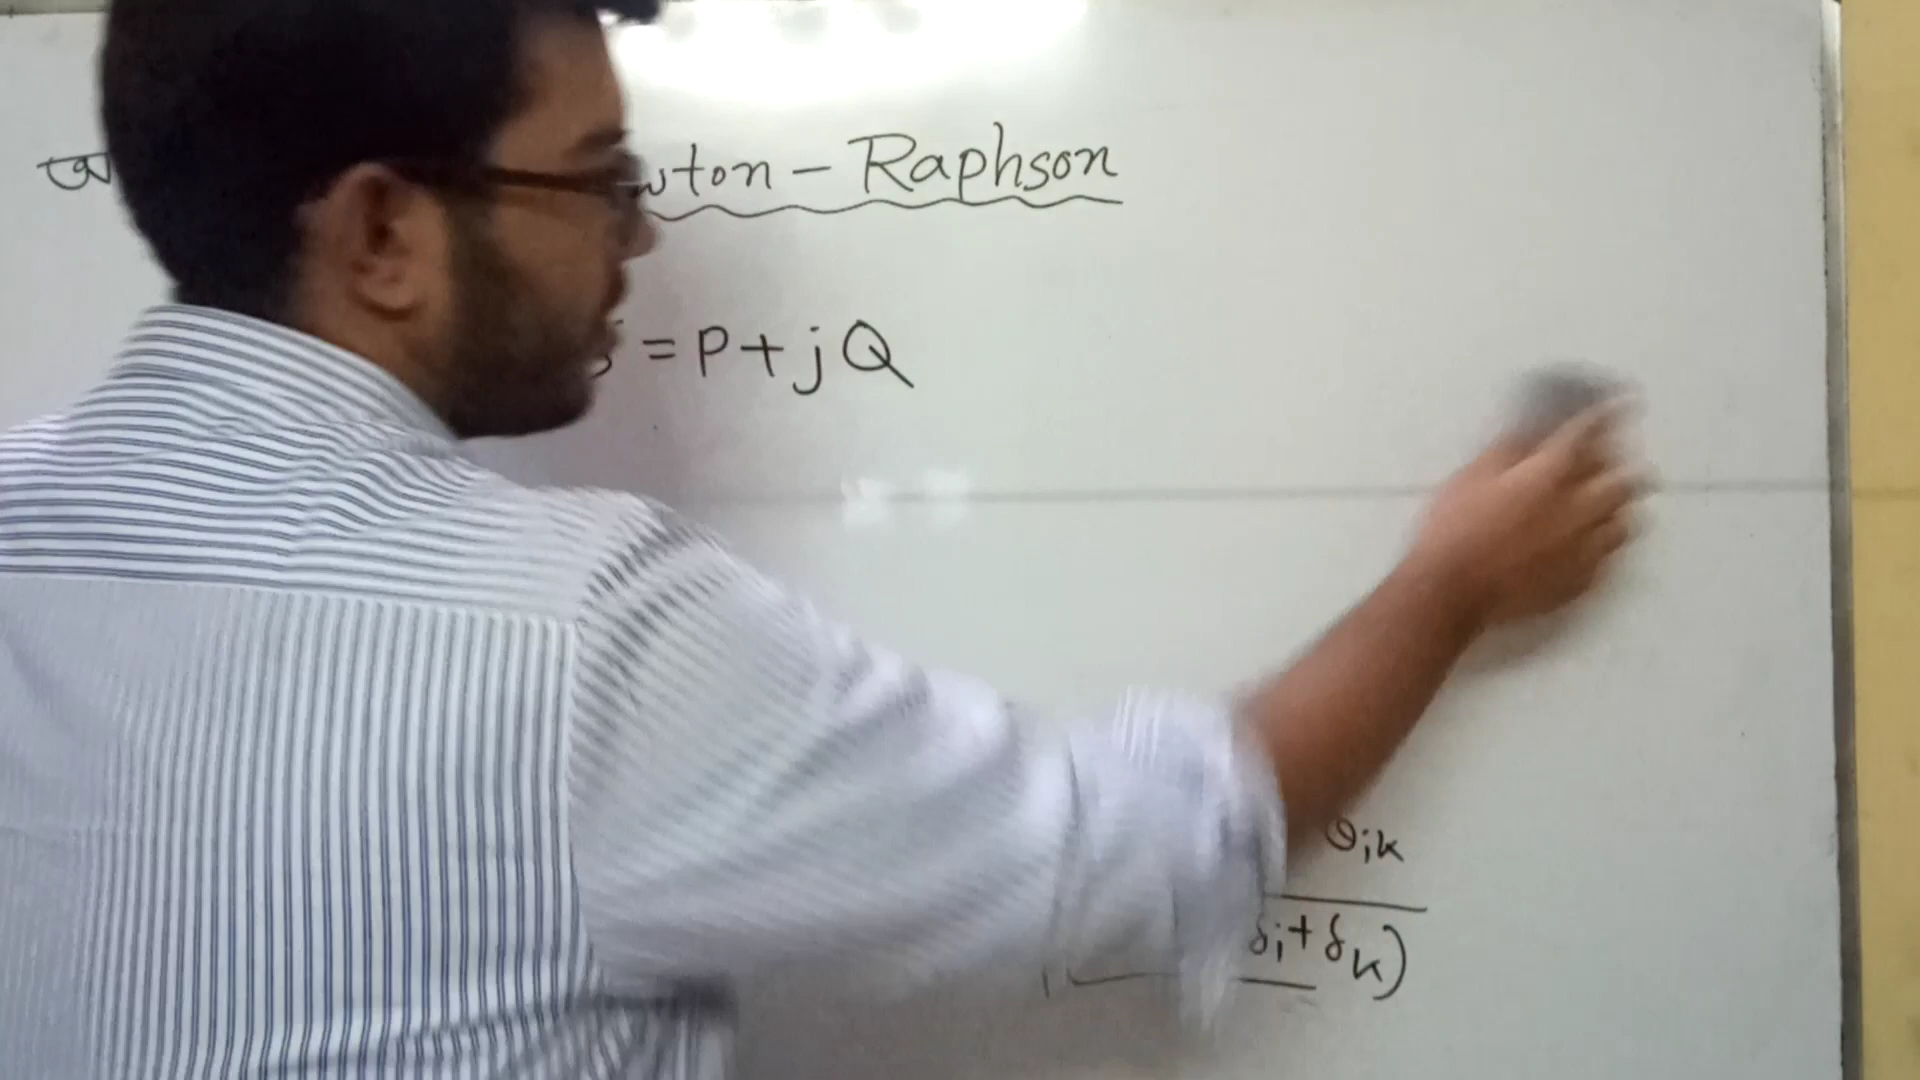 wton - Raphson
= P + jQ
θik
δi + δk)